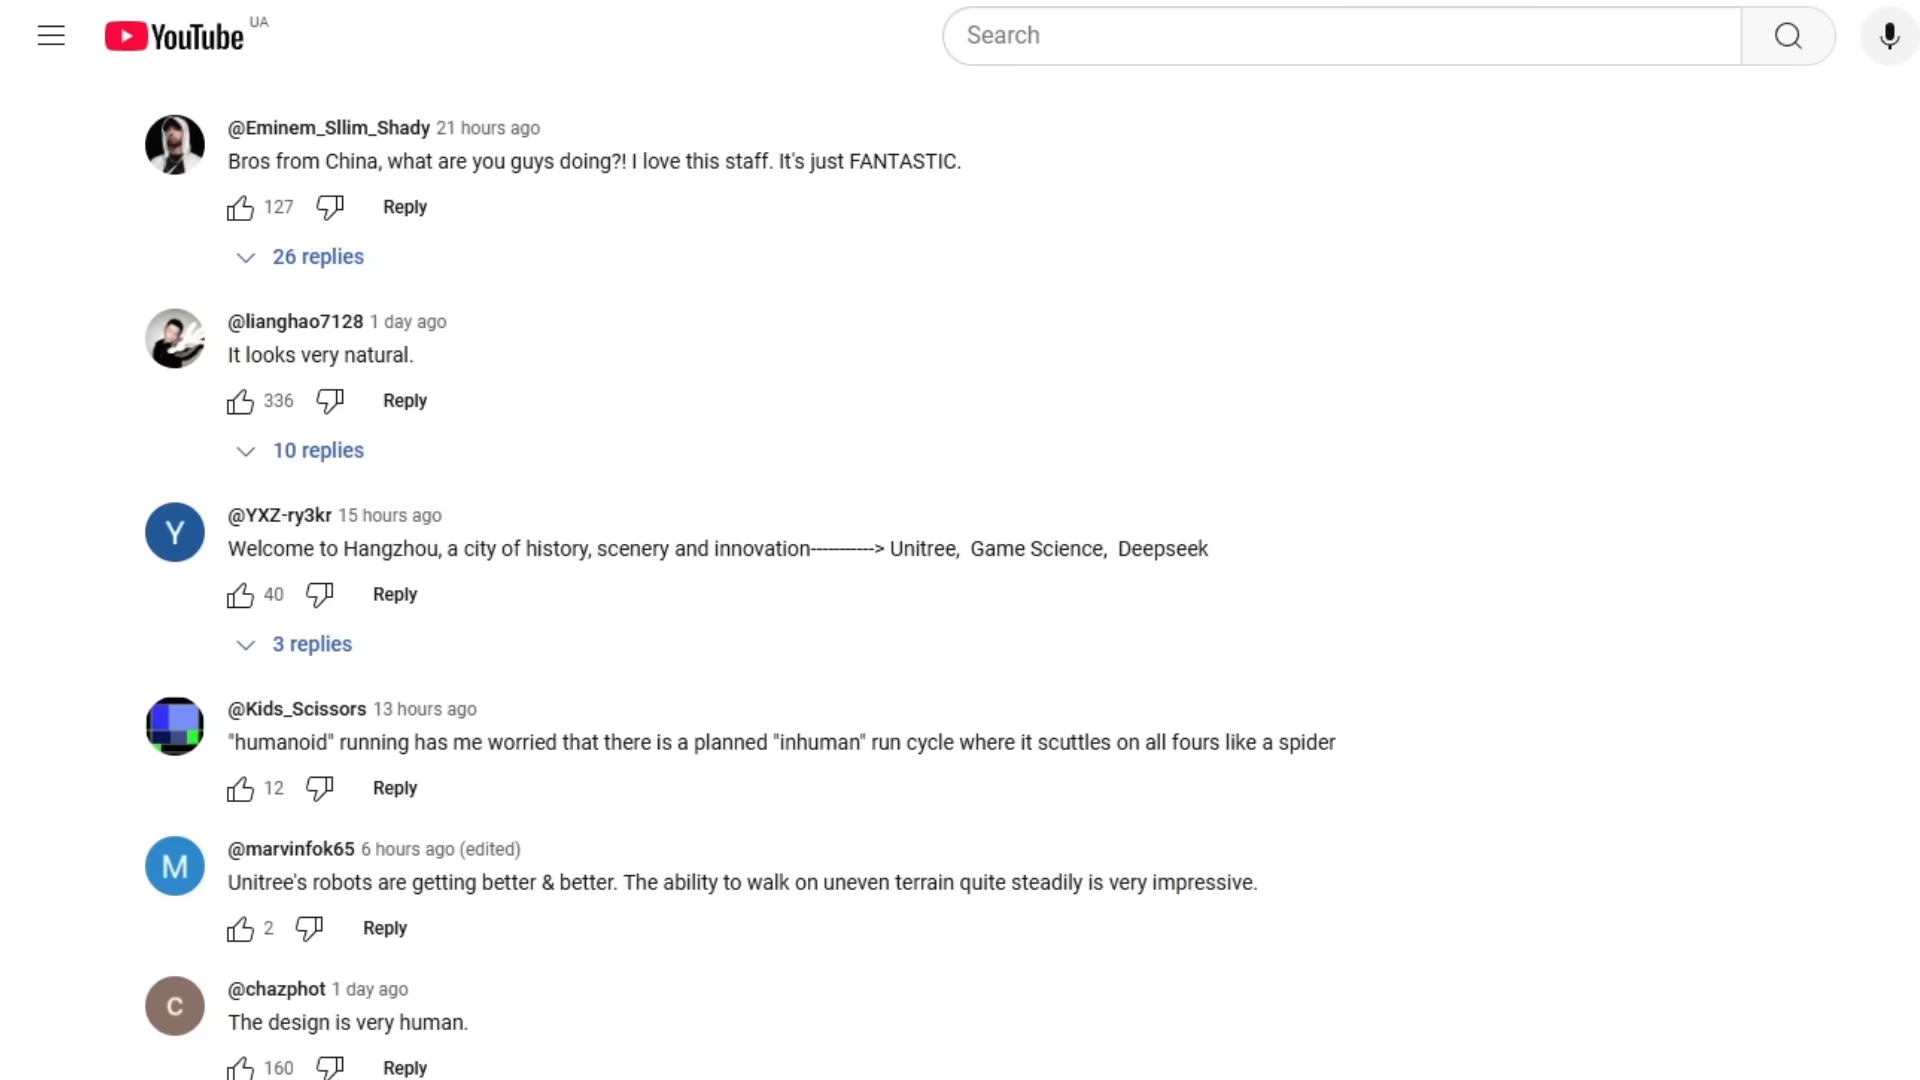 YouTube UA
Search
@Eminem_Sllim_Shady 21 hours ago
Bros from China, what are you guys doing?! I love this staff. It's just FANTASTIC.
127 Reply
26 replies
@lianghao7128 1 day ago
It looks very natural.
336 Reply
10 replies
Y
@YXZ-ry3kr 15 hours ago
Welcome to Hangzhou, a city of history, scenery and innovation-----------> Unitree,  Game Science,  Deepseek
40 Reply
3 replies
@Kids_Scissors 13 hours ago
"humanoid" running has me worried that there is a planned "inhuman" run cycle where it scuttles on all fours like a spider
12 Reply
M
@marvinfok65 6 hours ago (edited)
Unitree's robots are getting better & better. The ability to walk on uneven terrain quite steadily is very impressive.
2 Reply
c
@chazphot 1 day ago
The design is very human.
160 Reply